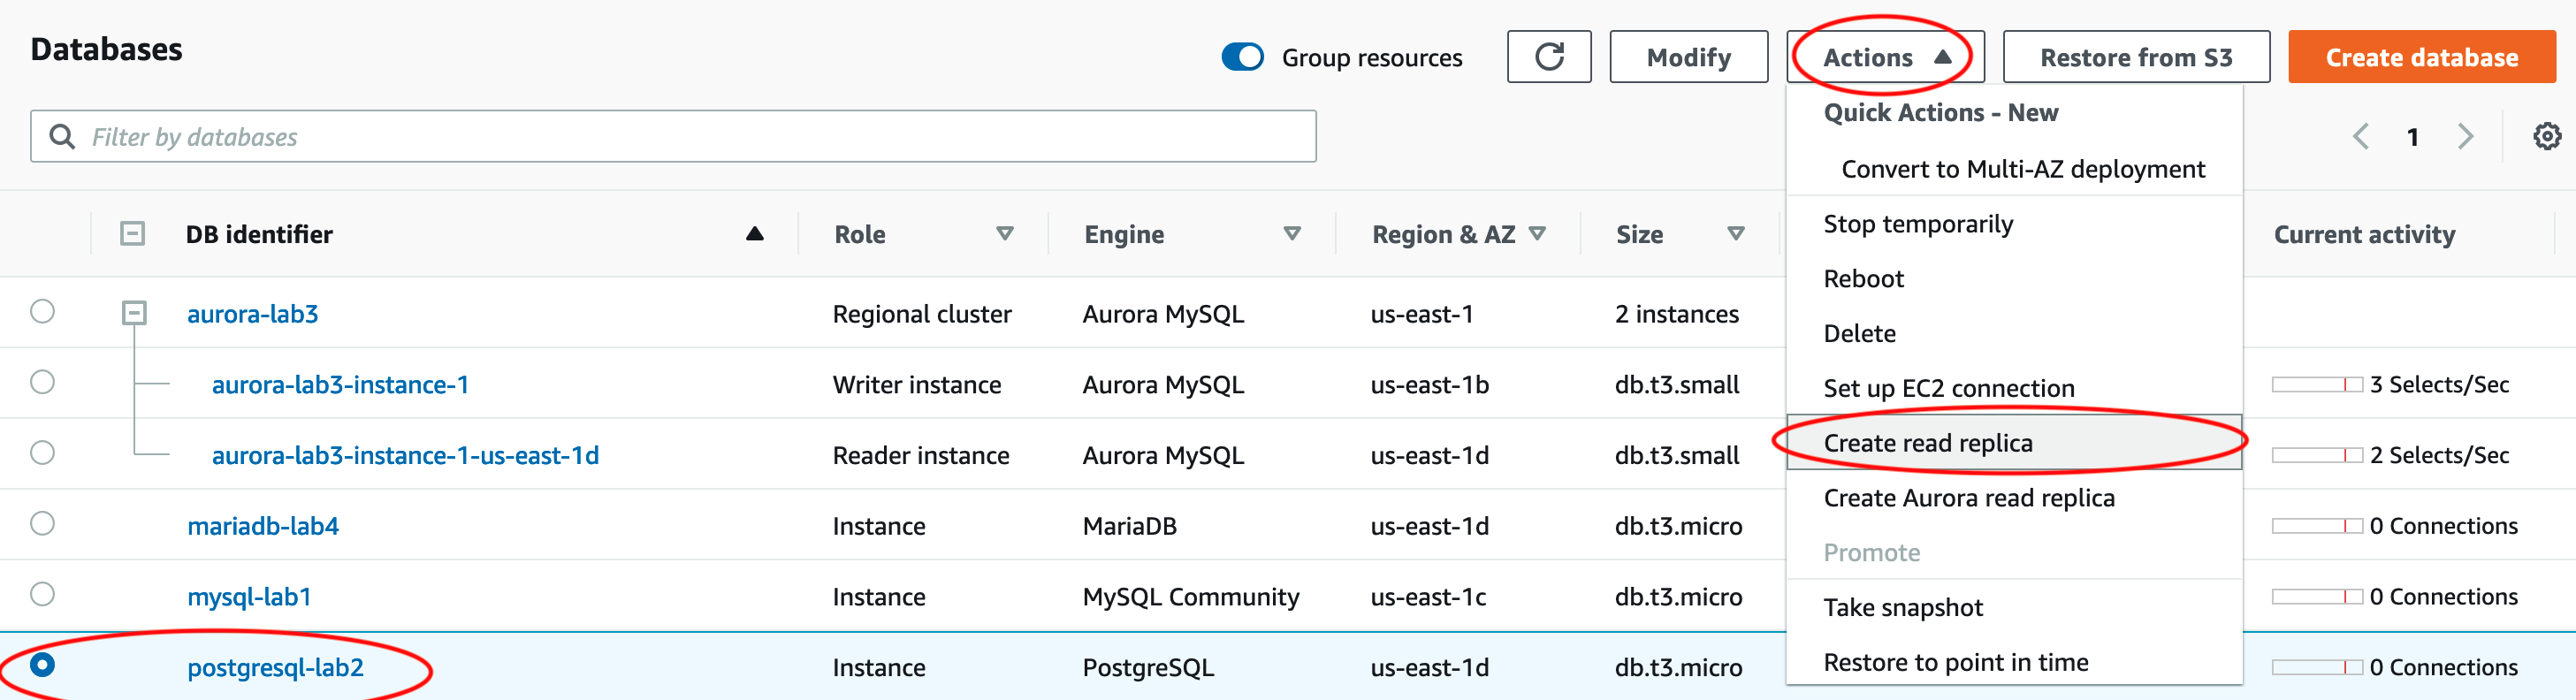 Databases
Group resources
Modify
Actions
Restore from S3
Create database
Filter by databases
1
Quick Actions - New
Convert to Multi-AZ deployment
Stop temporarily
Reboot
Delete
Set up EC2 connection
Create read replica
Create Aurora read replica
Promote
Take snapshot
Restore to point in time
DB identifier Role Engine Region & AZ Size Current activity
aurora-lab3 Regional cluster Aurora MySQL us-east-1 2 instances
aurora-lab3-instance-1 Writer instance Aurora MySQL us-east-1b db.t3.small 3 Selects/Sec
aurora-lab3-instance-1-us-east-1d Reader instance Aurora MySQL us-east-1d db.t3.small 2 Selects/Sec
mariadb-lab4 Instance MariaDB us-east-1d db.t3.micro 0 Connections
mysql-lab1 Instance MySQL Community us-east-1c db.t3.micro 0 Connections
postgresql-lab2 Instance PostgreSQL us-east-1d db.t3.micro 0 Connections